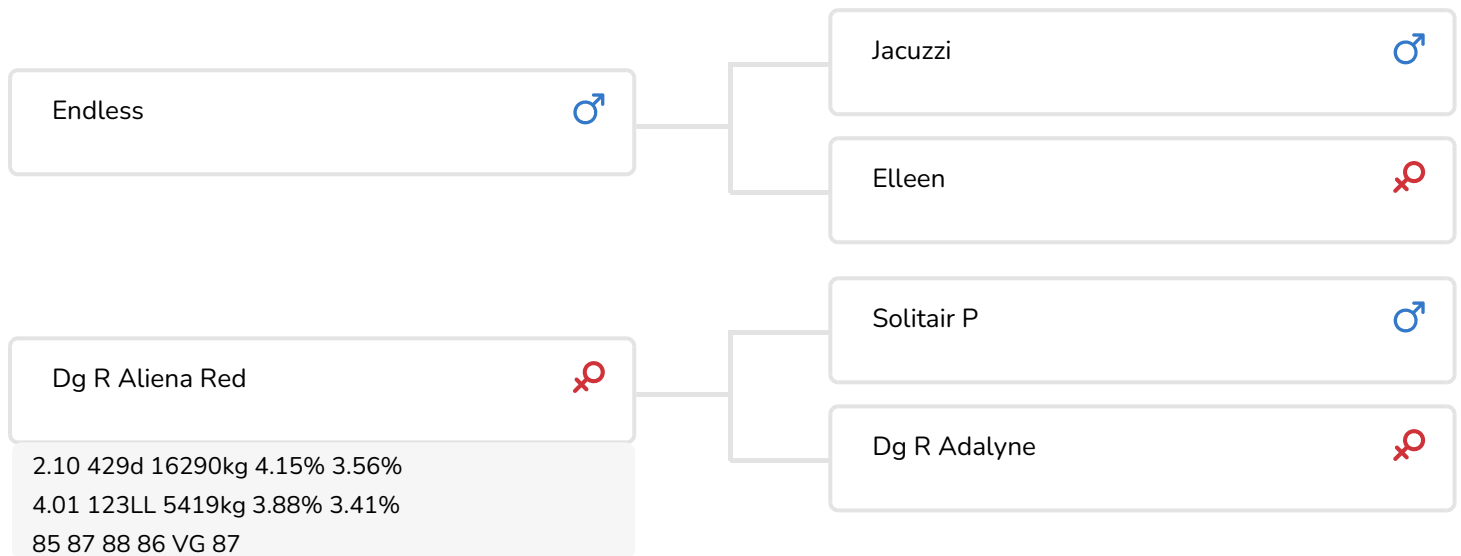 Endless
Dg R Aliena Red
2.10 429d 16290kg 4.15% 3.56%
4.01 123LL 5419kg 3.88% 3.41%
85 87 88 86 VG 87
Jacuzzi
Elleen
Solitair P
Dg R Adalyne